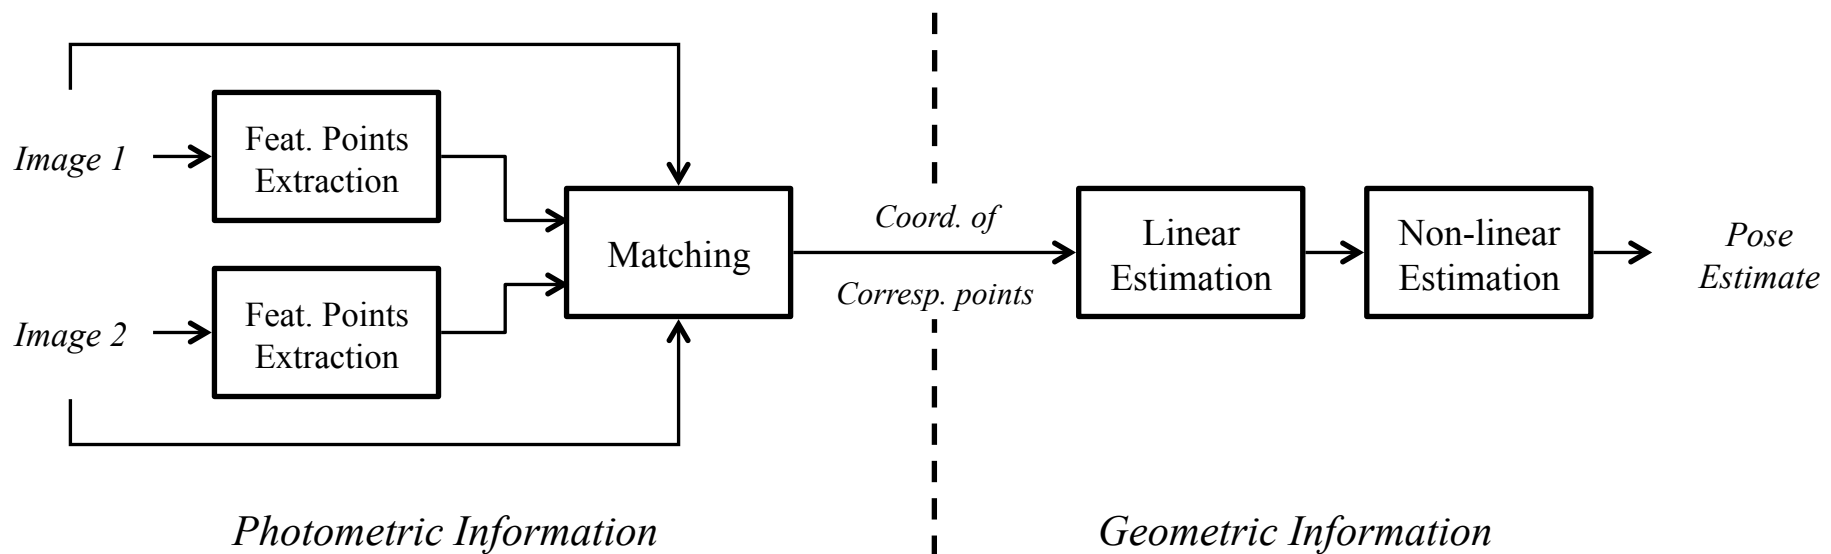 Image 1
Feat. Points
Extraction
Image 2
Feat. Points
Extraction
Matching
Coord. of
Corresp. points
Linear
Estimation
Non-linear
Estimation
Pose
Estimate
Photometric Information
Geometric Information